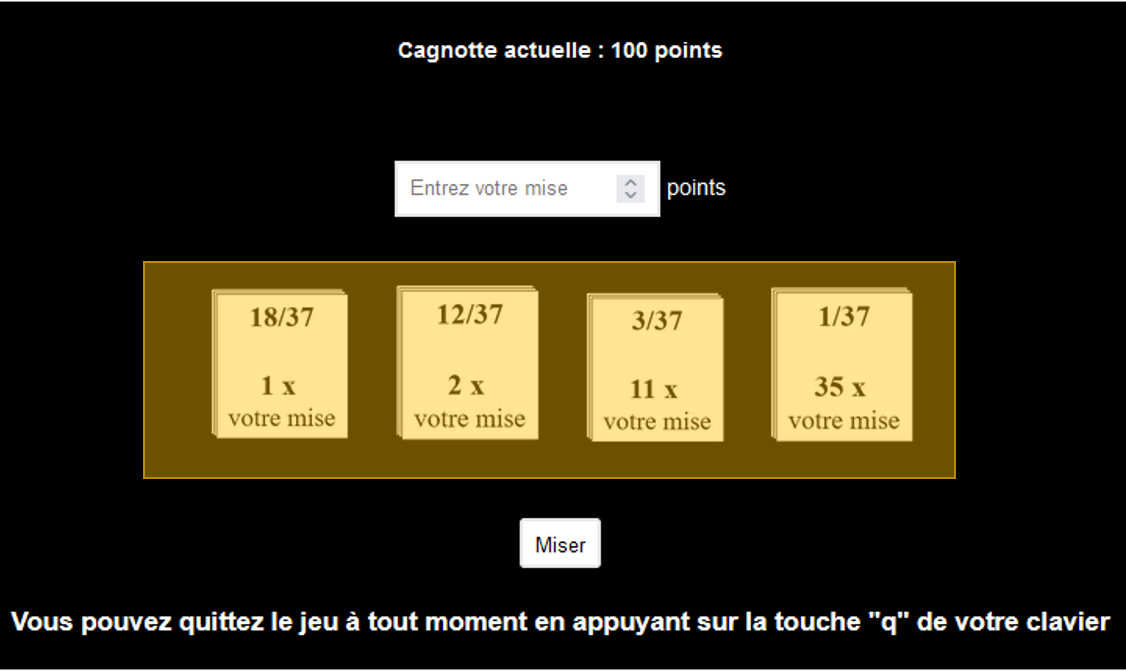 Cagnotte actuelle : 100 points
Entrez votre mise points
18/37
1 x
votre mise
12/37
2 x
votre mise
3/37
11 x
votre mise
1/37
35 x
votre mise
Miser
Vous pouvez quittez le jeu à tout moment en appuyant sur la touche "q" de votre clavier